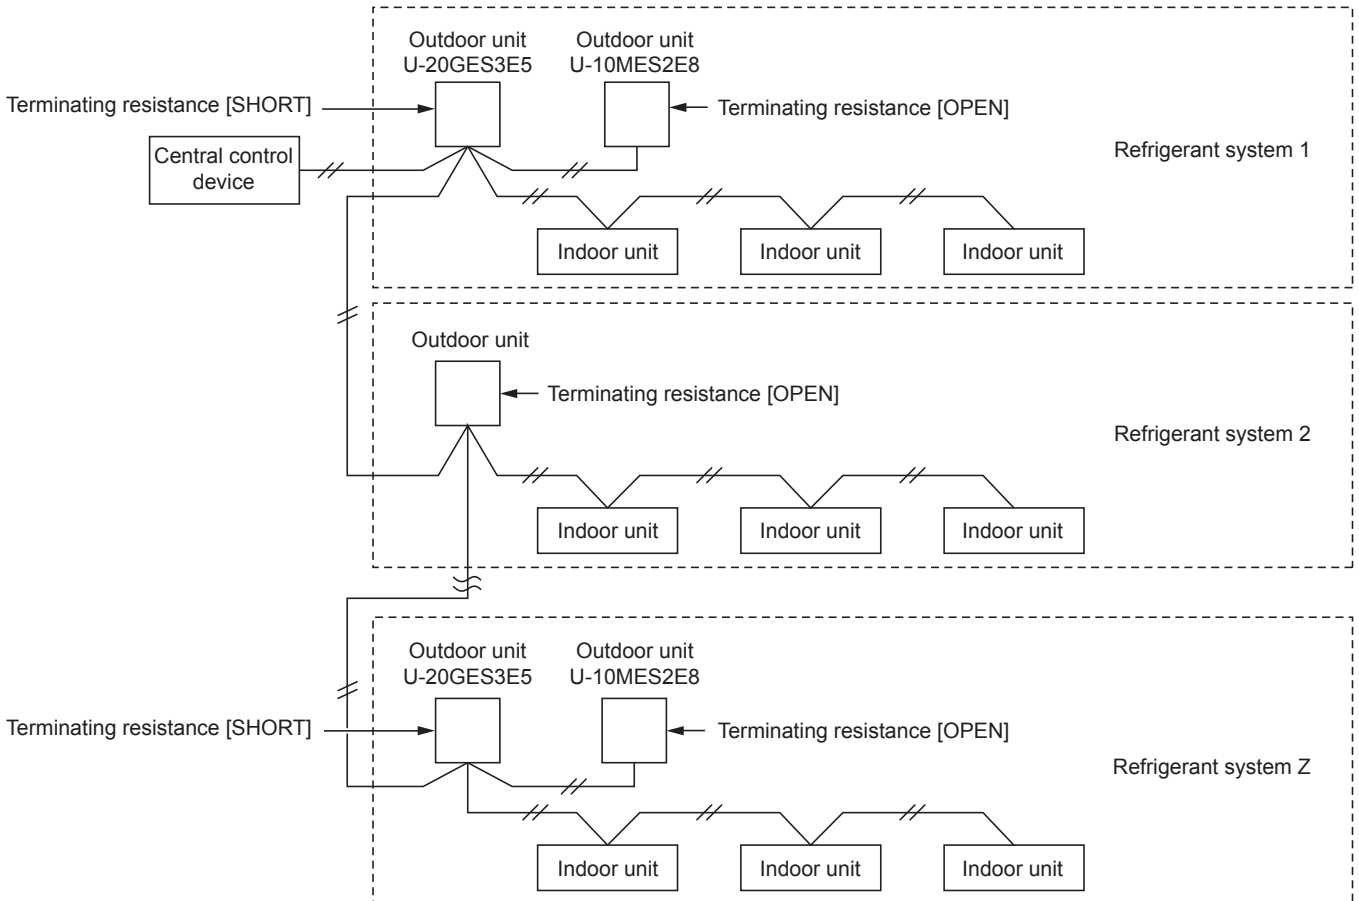 Outdoor unit
U-20GES3E5
Outdoor unit
U-10MES2E8
Terminating resistance [SHORT]
Terminating resistance [OPEN]
Central control
device
Refrigerant system 1
Indoor unit
Indoor unit
Indoor unit
Outdoor unit
Terminating resistance [OPEN]
Refrigerant system 2
Indoor unit
Indoor unit
Indoor unit
Outdoor unit
U-20GES3E5
Outdoor unit
U-10MES2E8
Terminating resistance [SHORT]
Terminating resistance [OPEN]
Refrigerant system Z
Indoor unit
Indoor unit
Indoor unit